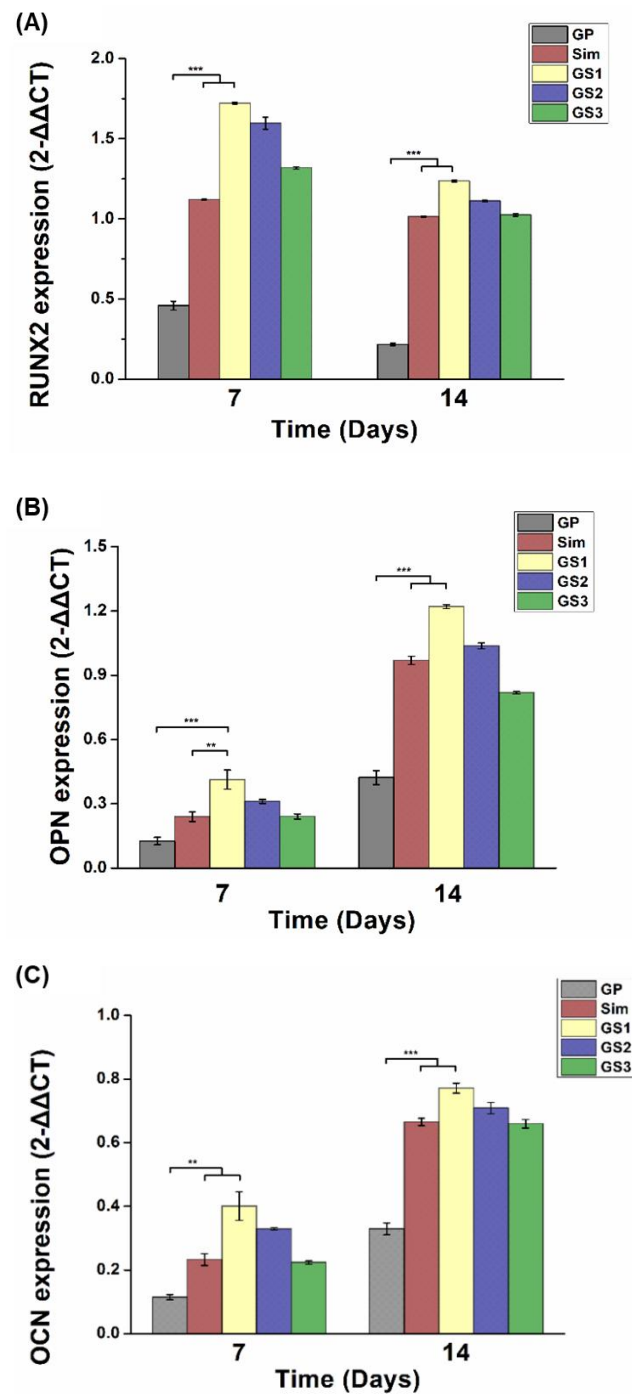 (A)
GP
Sim
GS1
GS2
GS3
RUNX2 expression (2-ΔΔCT)
2.0
1.5
1.0
0.5
0.0
***
***
7
14
Time (Days)
(B)
GP
Sim
GS1
GS2
GS3
OPN expression (2-ΔΔCT)
1.5
1.2
0.9
0.6
0.3
0.0
***
**
***
7
14
Time (Days)
(C)
GP
Sim
GS1
GS2
GS3
OCN expression (2-ΔΔCT)
1.0
0.8
0.6
0.4
0.2
0.0
**
***
7
14
Time (Days)